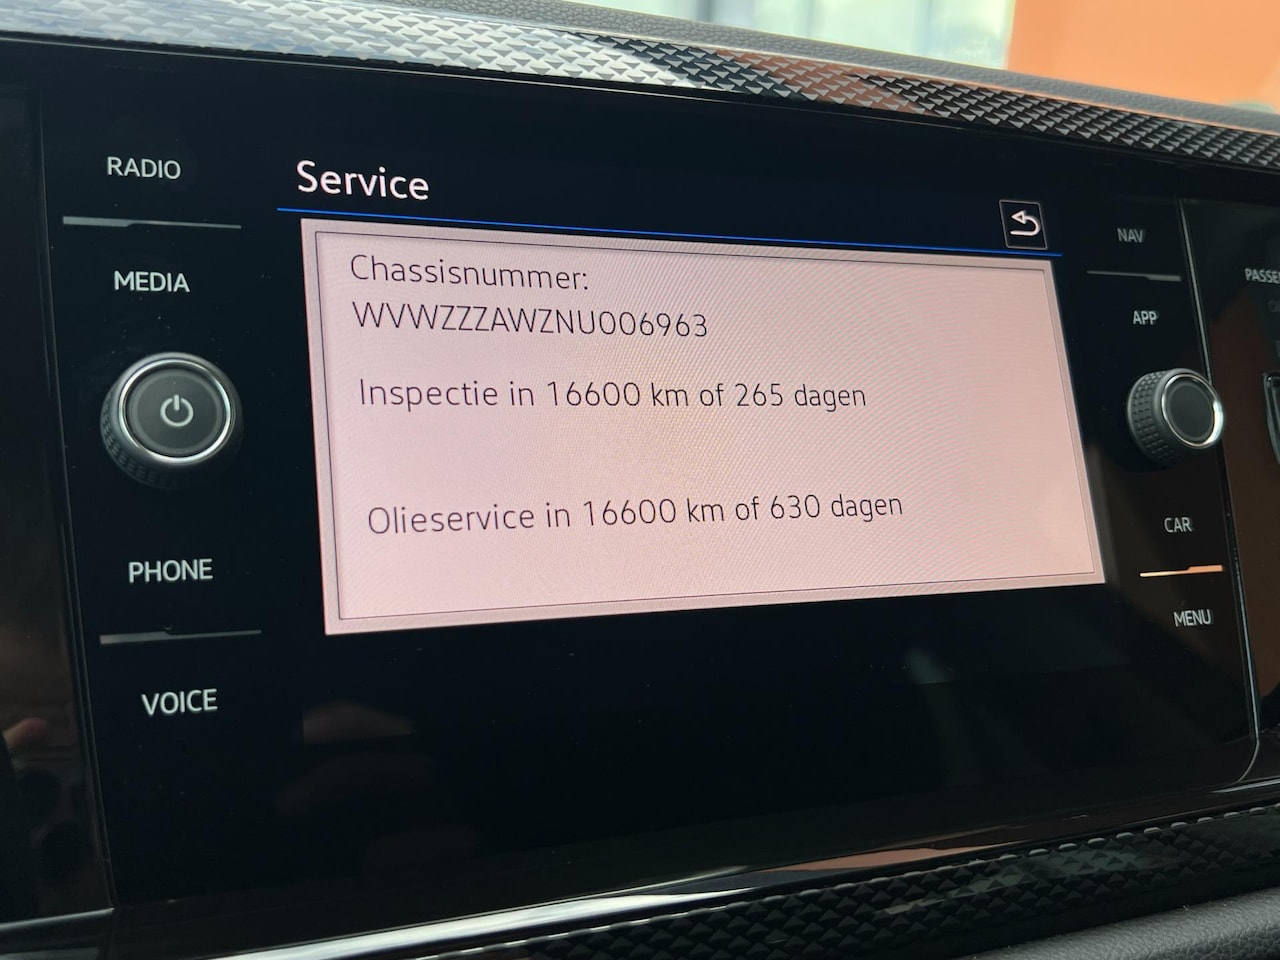 RADIO
MEDIA
PHONE
VOICE
Service
Chassisnummer:
WVWZZZAWZNU006963
Inspectie in 16600 km of 265 dagen
Olieservice in 16600 km of 630 dagen
NAV
APP
CAR
MENU